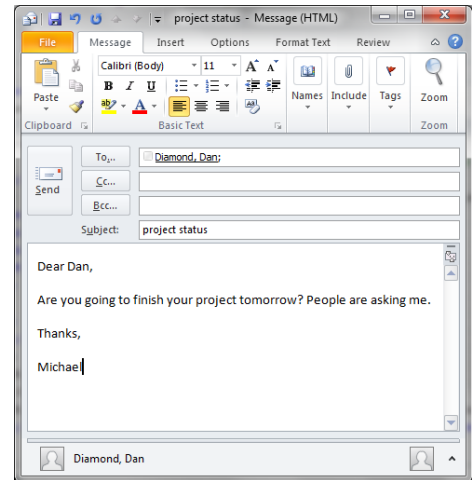 project status - Message (HTML)
File Message Insert Options Format Text Review
Calibri (Body) 11 A A
Paste B I U Names Include Tags Zoom
ab A
Clipboard Basic Text Zoom
To...
Diamond, Dan;
Send
Cc...
Bcc...
Subject: project status
Dear Dan,
Are you going to finish your project tomorrow? People are asking me.
Thanks,
Michael
Diamond, Dan